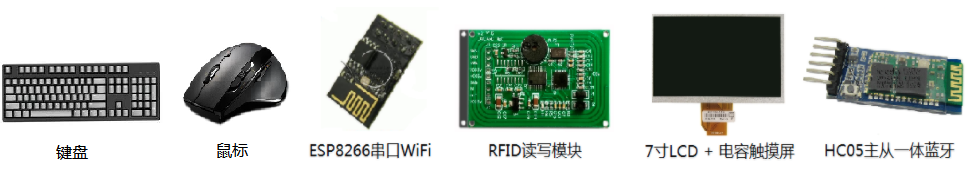 键盘
鼠标
ESP8266串口WiFi
RFID读写模块
7寸LCD + 电容触摸屏
HC05主从一体蓝牙